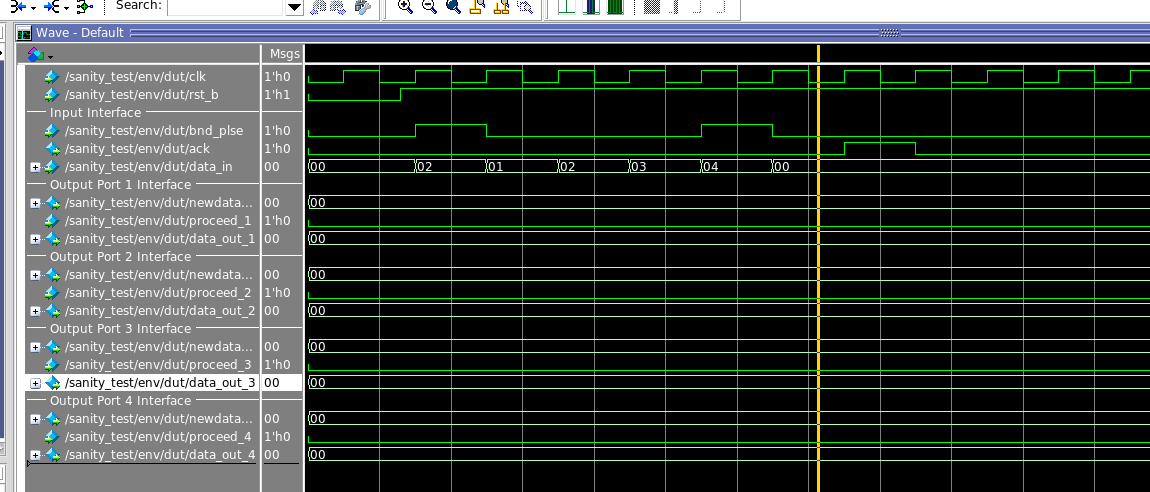 Search:
Wave - Default
Msgs
/sanity_test/env/dut/clk 1'h0
/sanity_test/env/dut/rst_b 1'h1
Input Interface
/sanity_test/env/dut/bnd_plse 1'h0
/sanity_test/env/dut/ack 1'h0
/sanity_test/env/dut/data_in 00 00 02 01 02 03 04 00
Output Port 1 Interface
/sanity_test/env/dut/newdata... 00 00
/sanity_test/env/dut/proceed_1 1'h0
/sanity_test/env/dut/data_out_1 00 00
Output Port 2 Interface
/sanity_test/env/dut/newdata... 00 00
/sanity_test/env/dut/proceed_2 1'h0
/sanity_test/env/dut/data_out_2 00 00
Output Port 3 Interface
/sanity_test/env/dut/newdata... 00 00
/sanity_test/env/dut/proceed_3 1'h0
/sanity_test/env/dut/data_out_3 00 00
Output Port 4 Interface
/sanity_test/env/dut/newdata... 00 00
/sanity_test/env/dut/proceed_4 1'h0
/sanity_test/env/dut/data_out_4 00 00